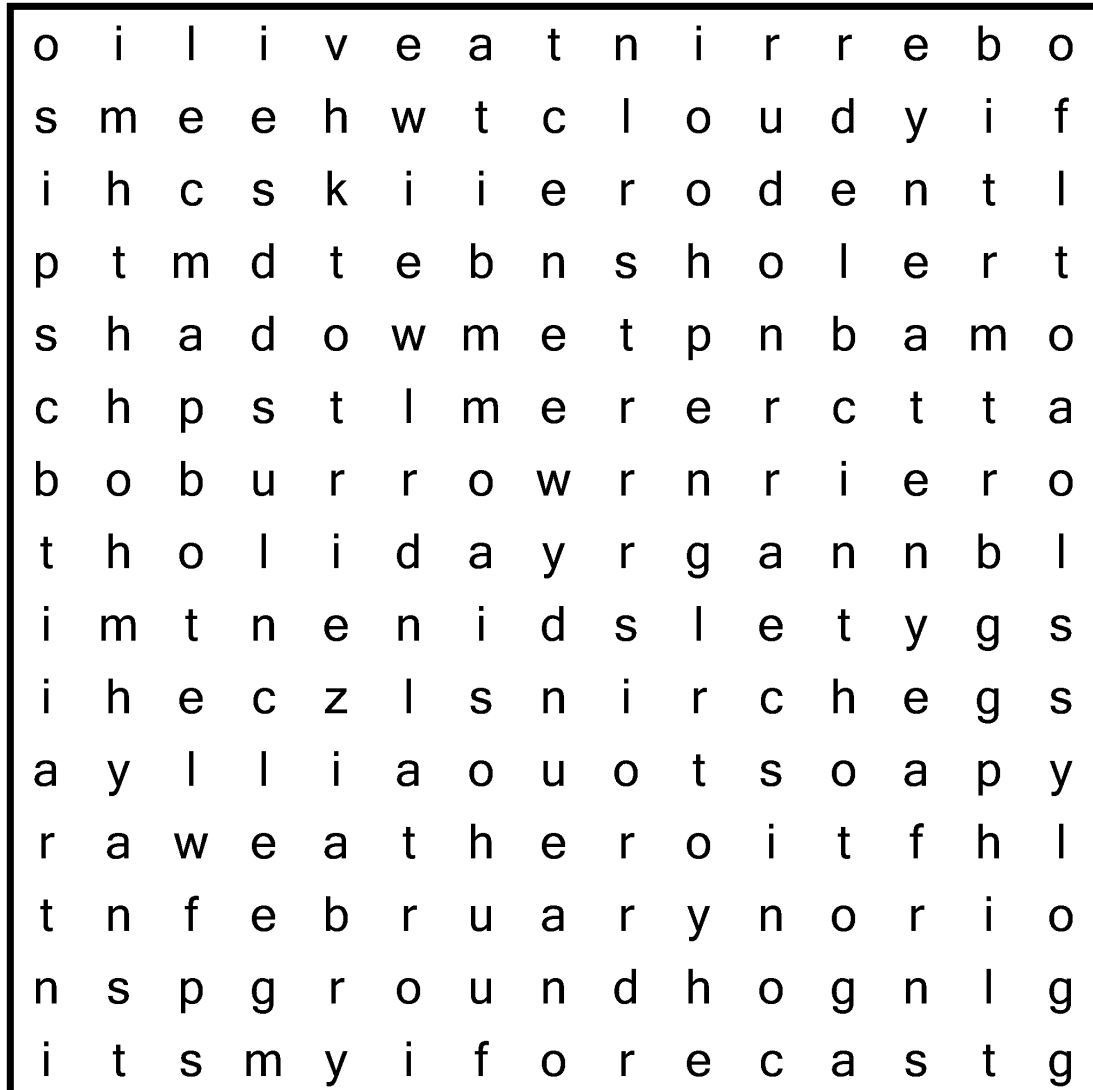 o i l i v e a t n i r r e b o
s m e e h w t c l o u d y i f
i h c s k i i e r o d e n t l
p t m d t e b n s h o l e r t
s h a d o w m e t p n b a m o
c h p s t l m e r e r c t t a
b o b u r r o w r n r i e r o
t h o l i d a y r g a n n b l
i m t n e n i d s l e t y g s
i h e c z l s n i r c h e g s
a y l l i a o u o t s o a p y
r a w e a t h e r o i t f h l
t n f e b r u a r y n o r i o
n s p g r o u n d h o g n l g
i t s m y i f o r e c a s t g